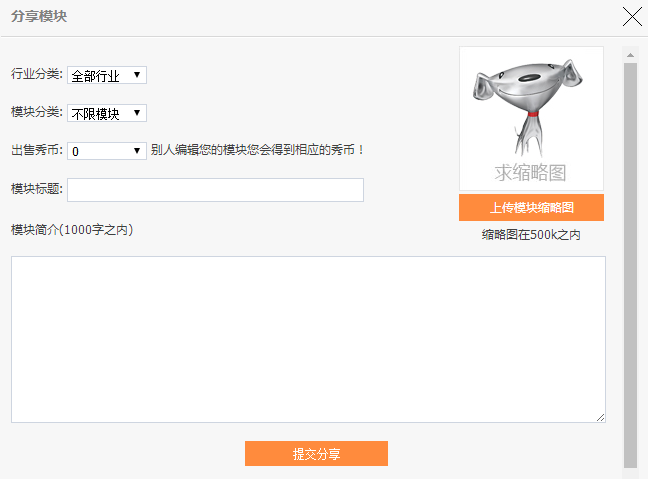 分享模块
行业分类: 全部行业
模块分类: 不限模块
出售秀币: 0 别人编辑您的模块您会得到相应的秀币！
模块标题:
求缩略图
上传模块缩略图
缩略图在500k之内
模块简介(1000字之内)
提交分享